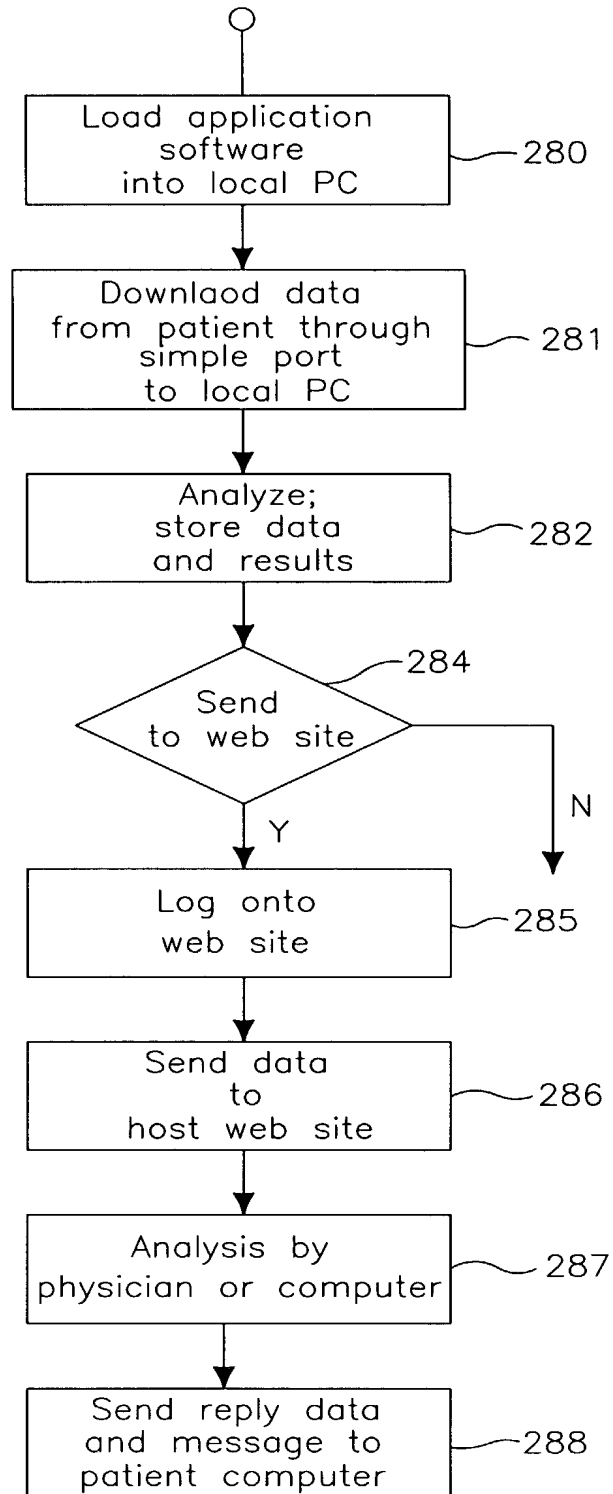 Load application
software
into local PC
280
Downlaod data
from patient through
simple port
to local PC
281
Analyze;
store data
and results
282
284
Send
to web site
Y
N
Log onto
web site
285
Send data
to
host web site
286
Analysis by
physician or computer
287
Send reply data
and message to
patient computer
288